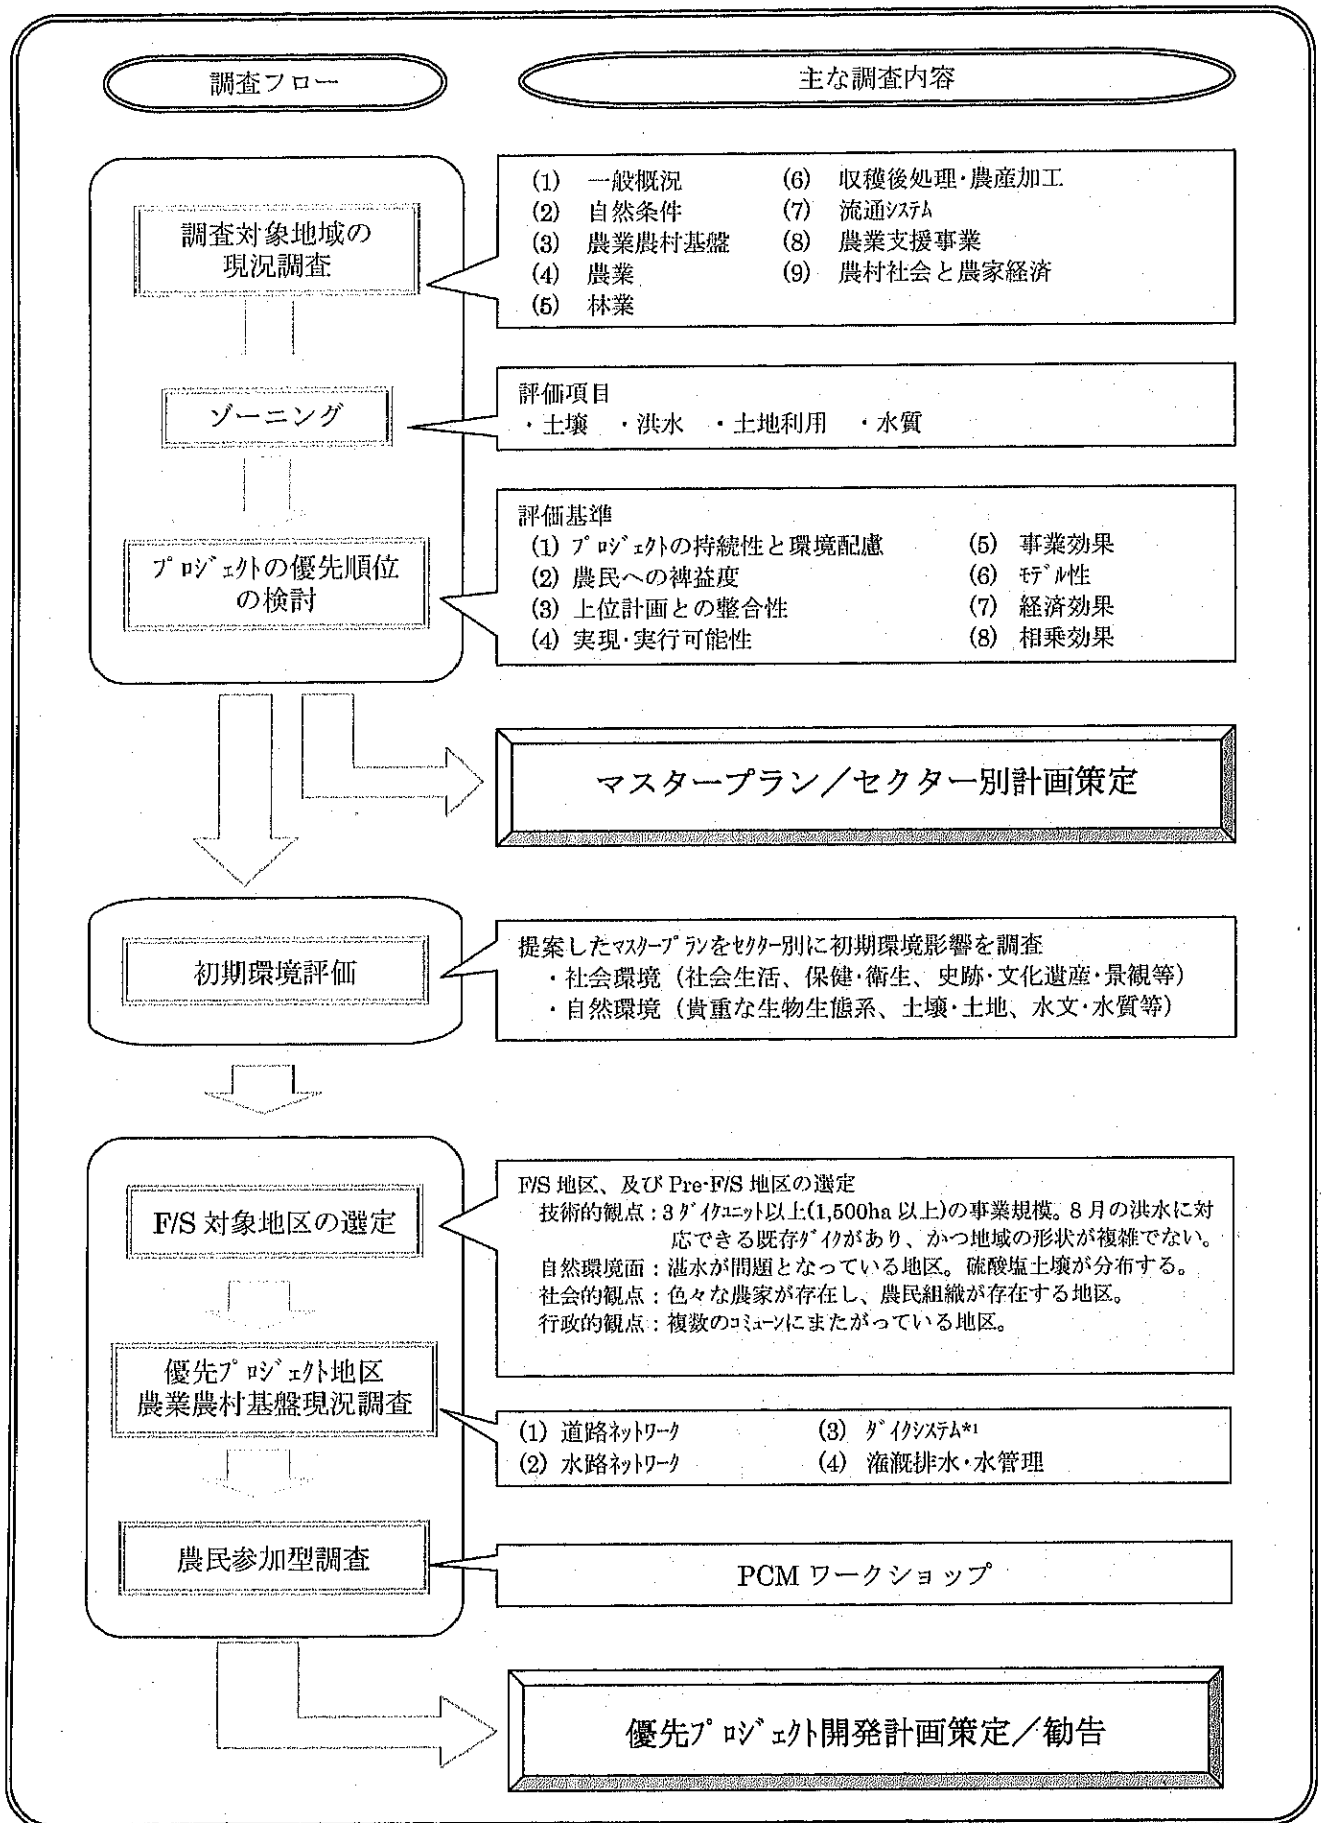 調査フロー
主な調査内容
調査対象地域の
現況調査
(1) 一般概況 (6) 収穫後処理・農産加工
(2) 自然条件 (7) 流通ｼｽﾃﾑ
(3) 農業農村基盤 (8) 農業支援事業
(4) 農業 (9) 農村社会と農家経済
(5) 林業
ゾーニング
評価項目
・土壌 ・洪水 ・土地利用 ・水質
プﾛｼﾞｪｸﾄの優先順位
の検討
評価基準
(1) プﾛｼﾞｪｸﾄの持続性と環境配慮 (5) 事業効果
(2) 農民への裨益度 (6) ﾓﾃﾞﾙ性
(3) 上位計画との整合性 (7) 経済効果
(4) 実現・実行可能性 (8) 相乗効果
マスタープラン／セクター別計画策定
初期環境評価
提案したﾏｽﾀｰﾌﾟﾗﾝをｾｸﾀｰ別に初期環境影響を調査
・社会環境（社会生活、保健・衛生、史跡・文化遺産・景観等）
・自然環境（貴重な生物生態系、土壌・土地、水文・水質等）
F/S 対象地区の選定
F/S 地区、及び Pre-F/S 地区の選定
技術的観点：3 ﾀﾞｲｸﾕﾆｯﾄ以上(1,500ha 以上)の事業規模。8 月の洪水に対
応できる既存ﾀﾞｲｸがあり、かつ地域の形状が複雑でない。
自然環境面：湛水が問題となっている地区。硫酸塩土壌が分布する。
社会的観点：色々な農家が存在し、農民組織が存在する地区。
行政的観点：複数のｺﾐｭｰﾝにまたがっている地区。
優先プﾛｼﾞｪｸﾄ地区
農業農村基盤現況調査
(1) 道路ﾈｯﾄﾜｰｸ (3) ﾀﾞｲｸｼｽﾃﾑ*1
(2) 水路ﾈｯﾄﾜｰｸ (4) 灌漑排水・水管理
農民参加型調査
PCM ワークショップ
優先プﾛｼﾞｪｸﾄ開発計画策定／勧告